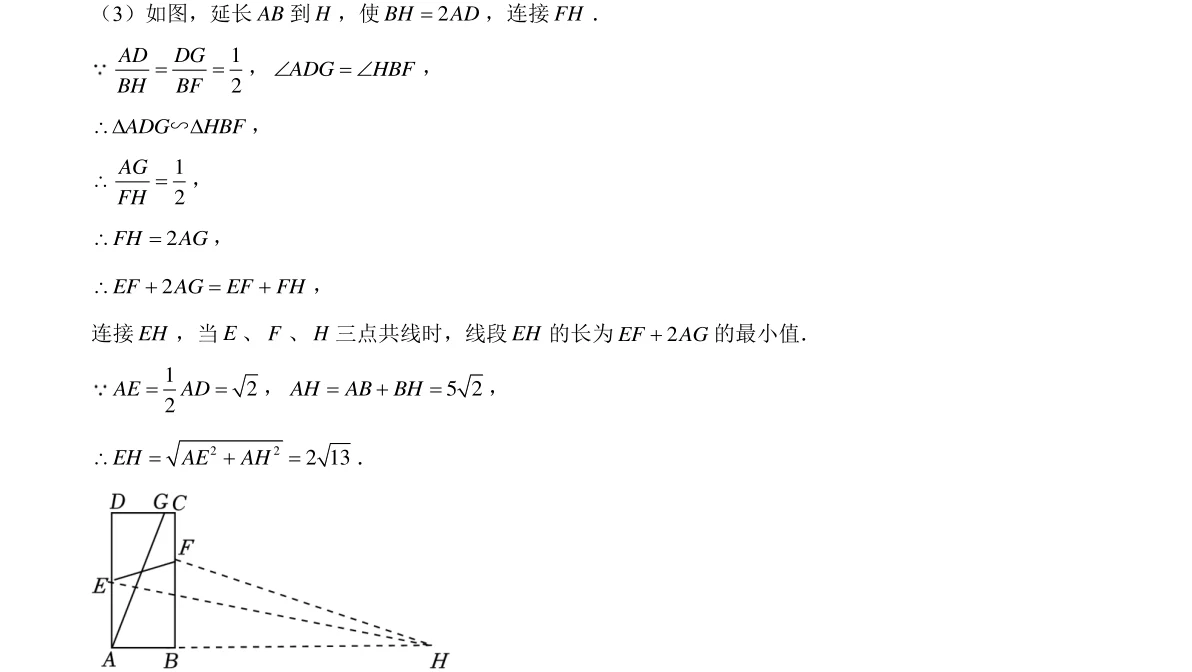 （3）如图，延长 AB 到 H ，使 BH = 2AD ，连接 FH ．
∵ AD/BH = DG/BF = 1/2 ， ∠ADG = ∠HBF ，
∴ΔADG∽ΔHBF ，
∴ AG/FH = 1/2 ，
∴FH = 2AG ，
∴EF + 2AG = EF + FH ，
连接 EH ，当 E 、 F 、 H 三点共线时，线段 EH 的长为 EF + 2AG 的最小值．
∵AE = 1/2 AD = √2 ， AH = AB + BH = 5√2 ，
∴EH = √(AE² + AH²) = 2√13 ．
D G C
F
E
A B H